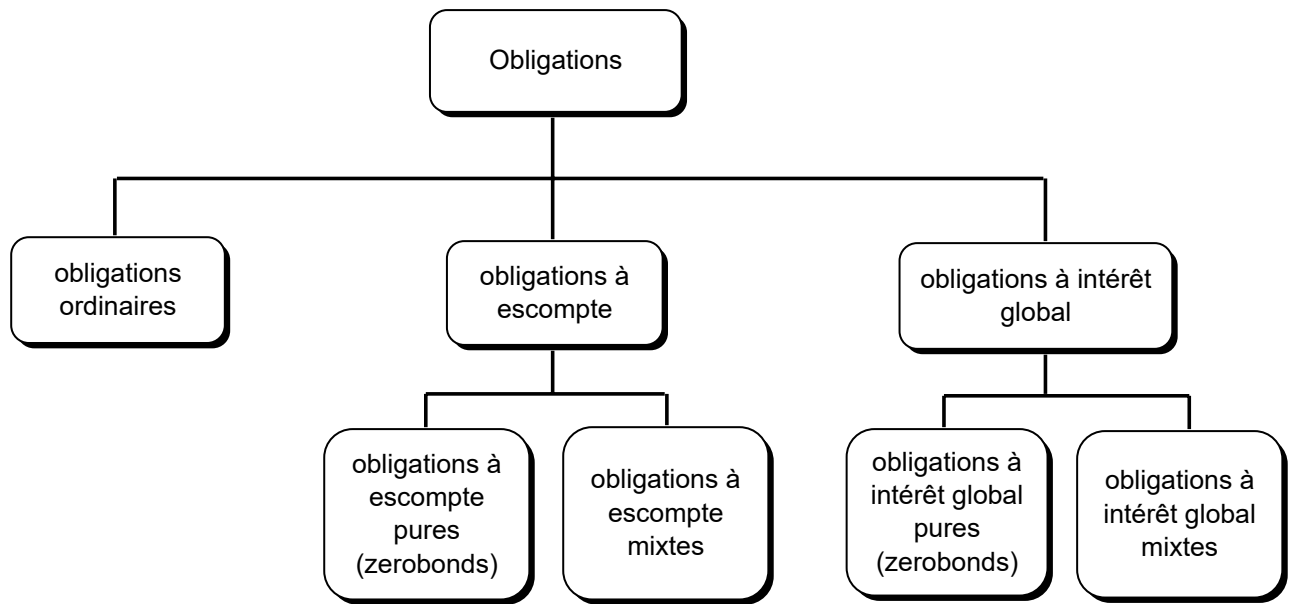 Obligations
obligations
ordinaires
obligations à
escompte
obligations à intérêt
global
obligations à
escompte
pures
(zerobonds)
obligations à
escompte
mixtes
obligations à
intérêt global
pures
(zerobonds)
obligations à
intérêt global
mixtes